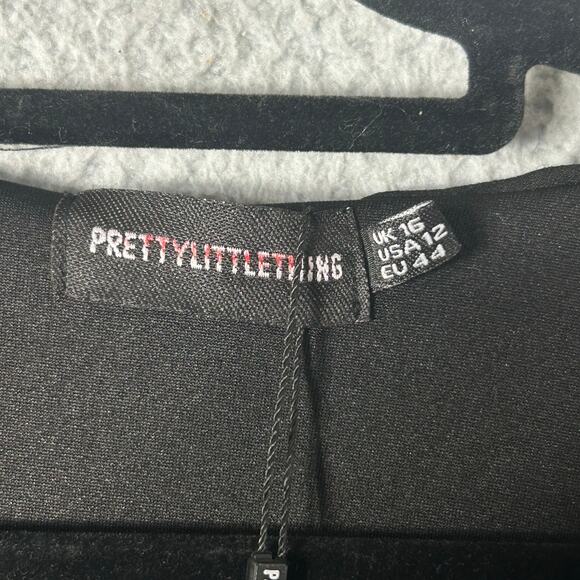 PRETTYLITTLETHING
UK 16
USA 12
EU 44
P